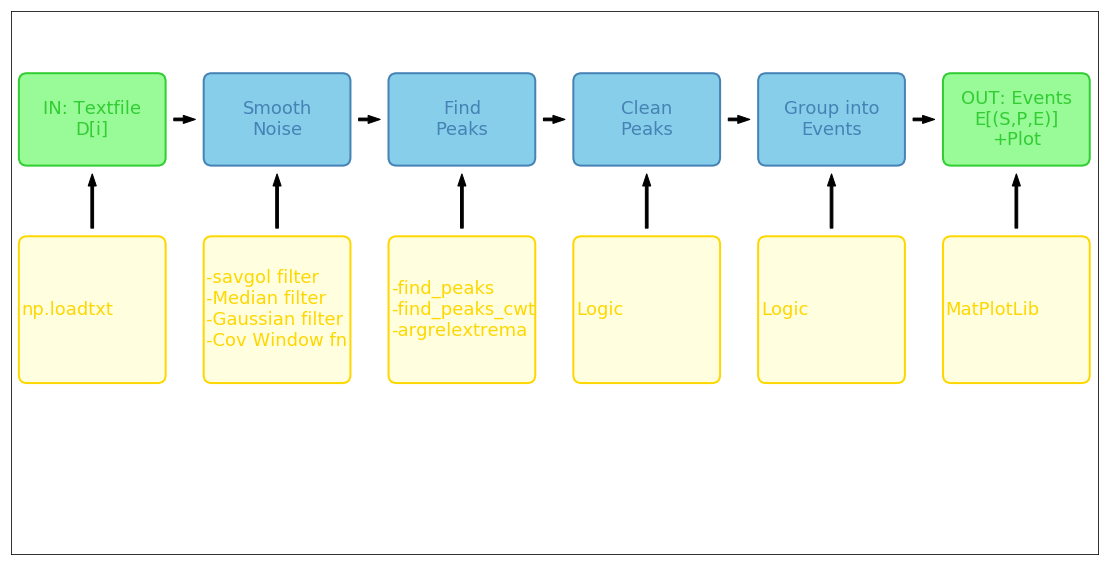 IN: Textfile
D[i]
Smooth
Noise
Find
Peaks
Clean
Peaks
Group into
Events
OUT: Events
E[(S,P,E)]
+Plot
np.loadtxt
-savgol filter
-Median filter
-Gaussian filter
-Cov Window fn
-find_peaks
-find_peaks_cwt
-argrelextrema
Logic
Logic
MatPlotLib